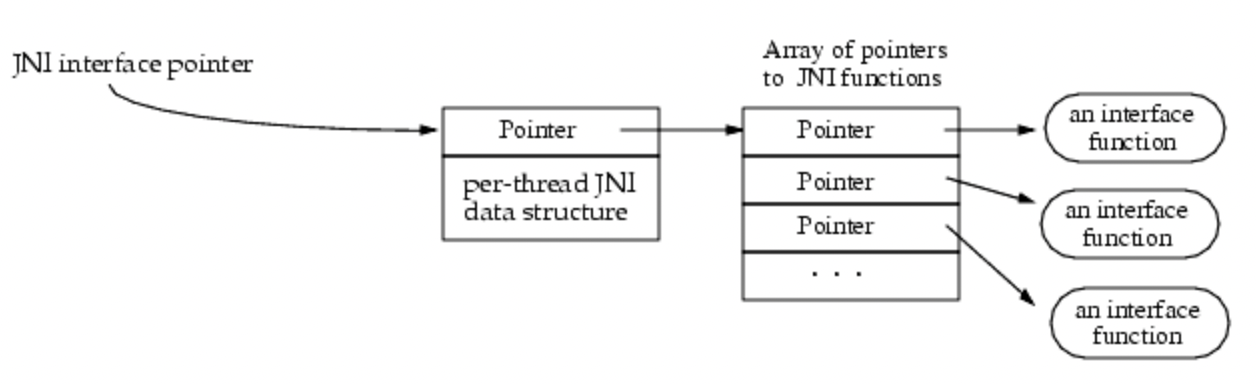 JNI interface pointer
Array of pointers
to JNI functions
Pointer
per-thread JNI
data structure
Pointer
Pointer
Pointer
. . .
an interface
function
an interface
function
an interface
function